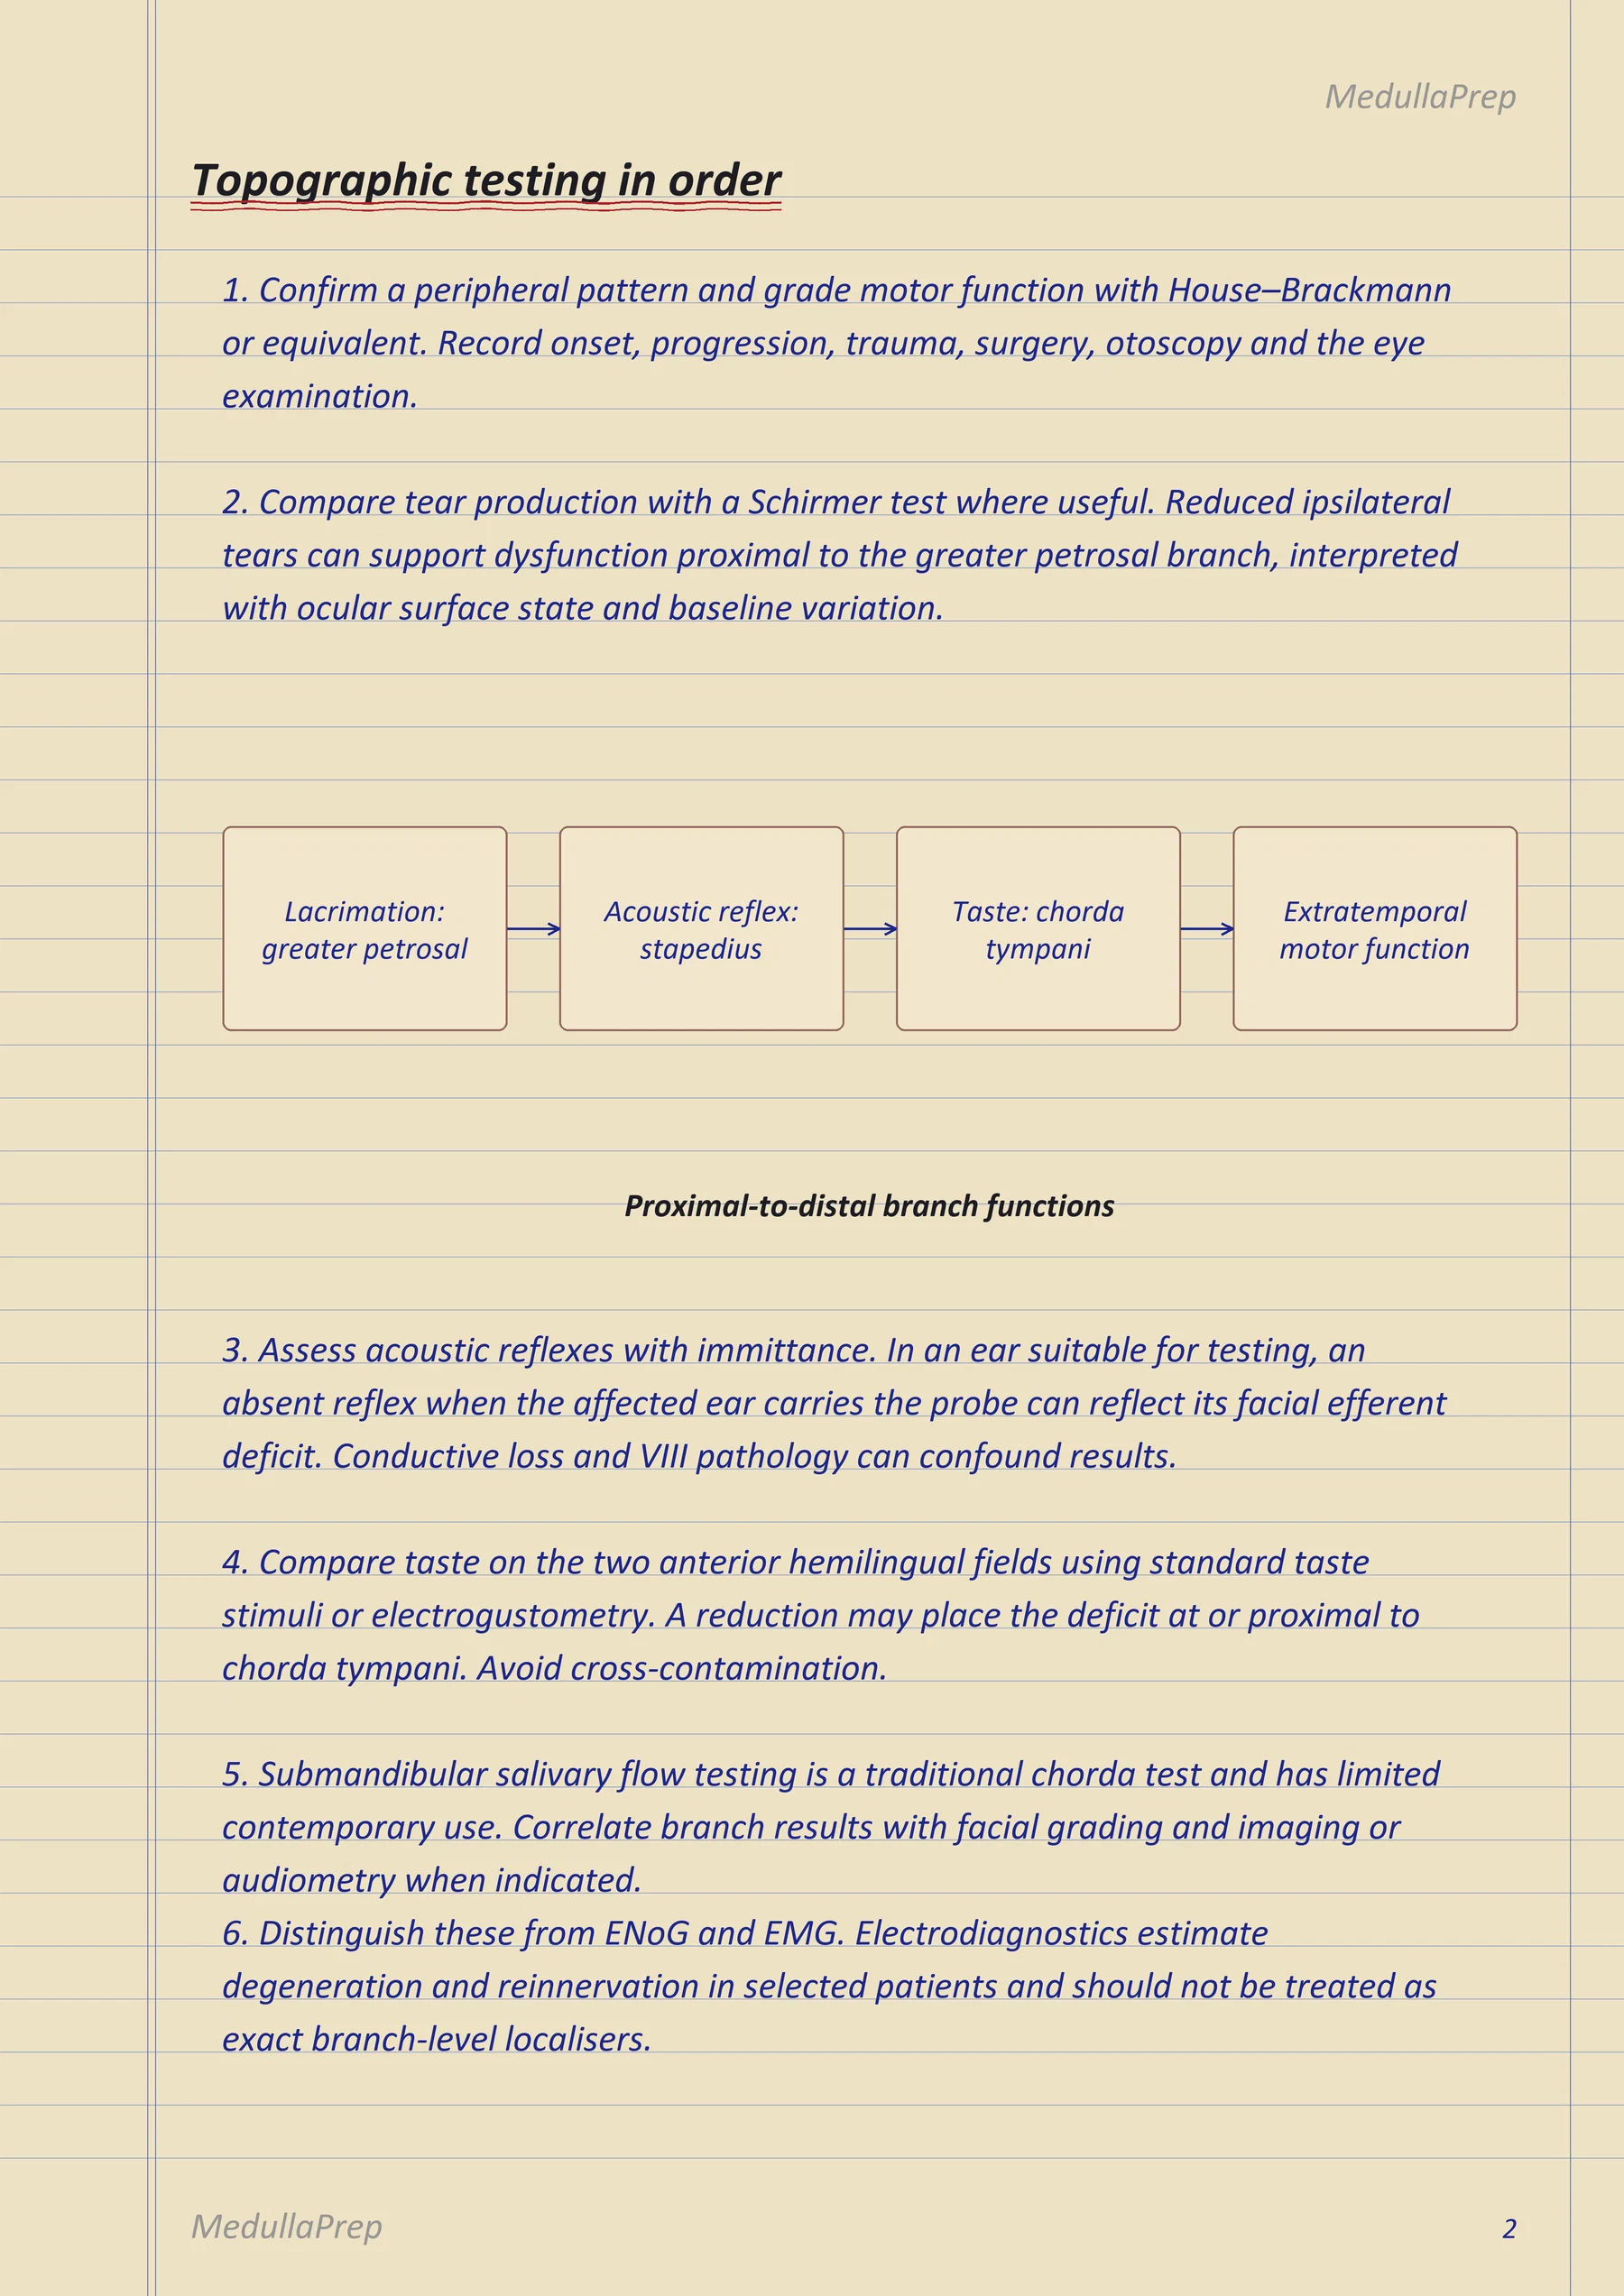 MedullaPrep
Topographic testing in order
1. Confirm a peripheral pattern and grade motor function with House–Brackmann
or equivalent. Record onset, progression, trauma, surgery, otoscopy and the eye
examination.
2. Compare tear production with a Schirmer test where useful. Reduced ipsilateral
tears can support dysfunction proximal to the greater petrosal branch, interpreted
with ocular surface state and baseline variation.
Lacrimation:
greater petrosal
Acoustic reflex:
stapedius
Taste: chorda
tympani
Extratemporal
motor function
Proximal-to-distal branch functions
3. Assess acoustic reflexes with immittance. In an ear suitable for testing, an
absent reflex when the affected ear carries the probe can reflect its facial efferent
deficit. Conductive loss and VIII pathology can confound results.
4. Compare taste on the two anterior hemilingual fields using standard taste
stimuli or electrogustometry. A reduction may place the deficit at or proximal to
chorda tympani. Avoid cross-contamination.
5. Submandibular salivary flow testing is a traditional chorda test and has limited
contemporary use. Correlate branch results with facial grading and imaging or
audiometry when indicated.
6. Distinguish these from ENoG and EMG. Electrodiagnostics estimate
degeneration and reinnervation in selected patients and should not be treated as
exact branch-level localisers.
MedullaPrep
2